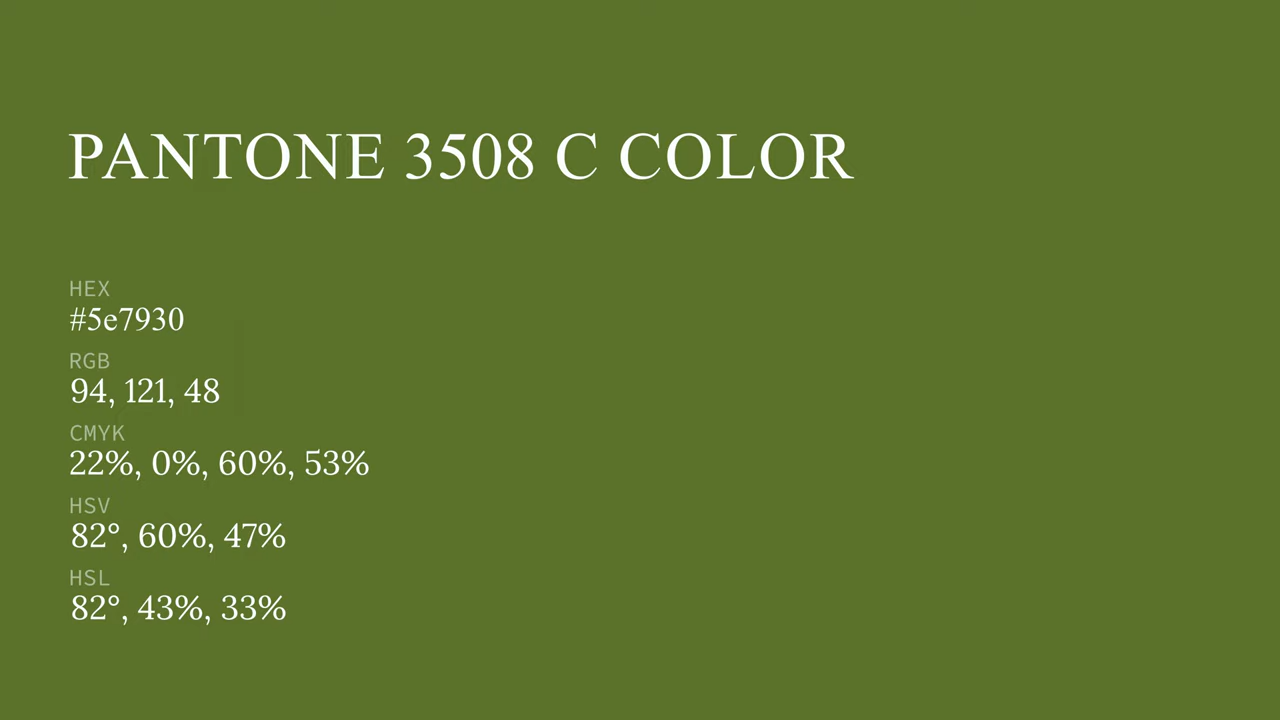 PANTONE 3508 C COLOR
HEX
#5e7930
RGB
94, 121, 48
CMYK
22%, 0%, 60%, 53%
HSV
82°, 60%, 47%
HSL
82°, 43%, 33%